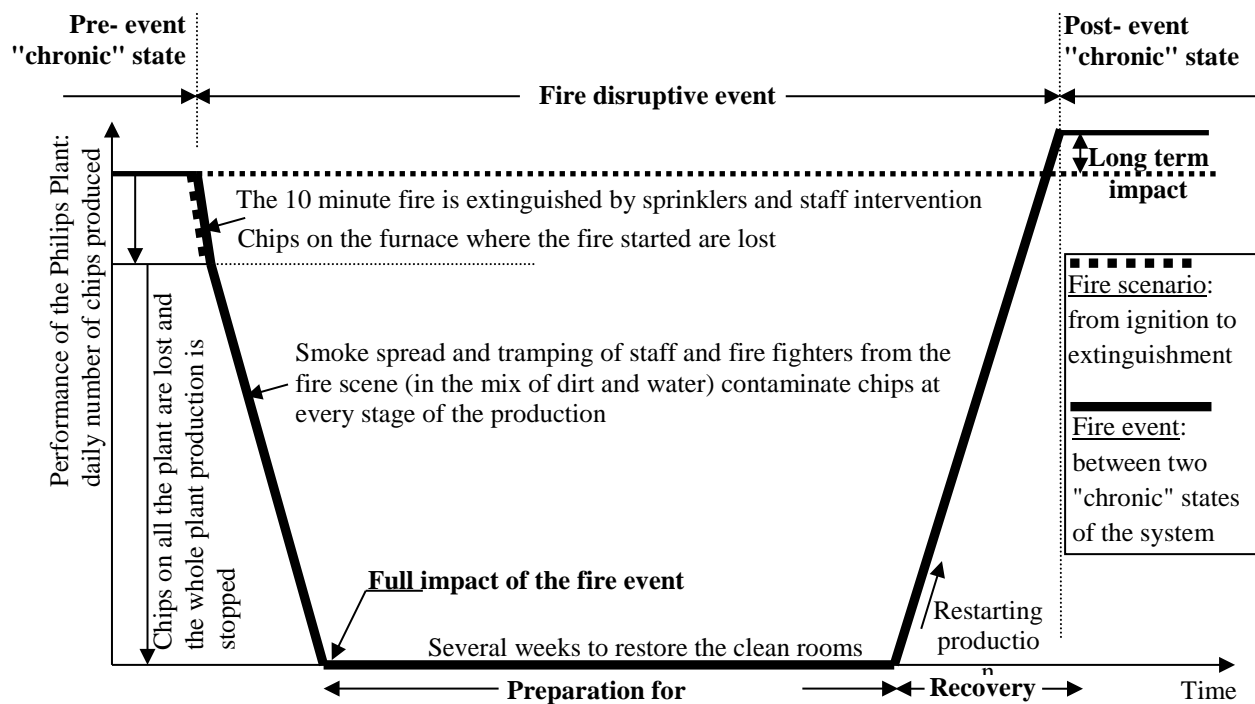 Pre- event
"chronic" state
Post- event
"chronic" state
Fire disruptive event
Performance of the Philips Plant:
daily number of chips produced
Long term
impact
The 10 minute fire is extinguished by sprinklers and staff intervention
Chips on the furnace where the fire started are lost
Fire scenario:
from ignition to
extinguishment
Fire event:
between two
"chronic" states
of the system
Chips on all the plant are lost and
the whole plant production is
stopped
Smoke spread and tramping of staff and fire fighters from the
fire scene (in the mix of dirt and water) contaminate chips at
every stage of the production
Full impact of the fire event
Several weeks to restore the clean rooms
Restarting
productio
n
Preparation for
Recovery
Time